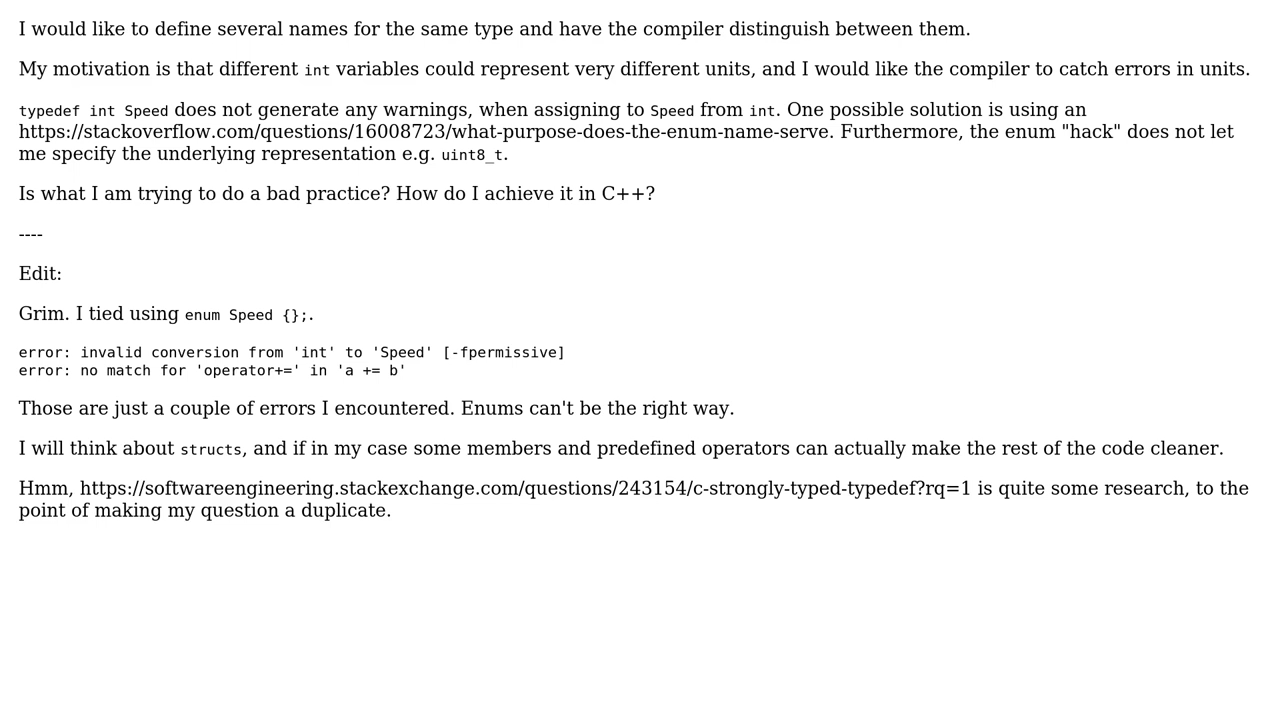 I would like to define several names for the same type and have the compiler distinguish between them.
My motivation is that different int variables could represent very different units, and I would like the compiler to catch errors in units.
typedef int Speed does not generate any warnings, when assigning to Speed from int. One possible solution is using an
https://stackoverflow.com/questions/16008723/what-purpose-does-the-enum-name-serve. Furthermore, the enum "hack" does not let
me specify the underlying representation e.g. uint8_t.
Is what I am trying to do a bad practice? How do I achieve it in C++?
----
Edit:
Grim. I tied using enum Speed {};.
error: invalid conversion from 'int' to 'Speed' [-fpermissive]
error: no match for 'operator+=' in 'a += b'
Those are just a couple of errors I encountered. Enums can't be the right way.
I will think about structs, and if in my case some members and predefined operators can actually make the rest of the code cleaner.
Hmm, https://softwareengineering.stackexchange.com/questions/243154/c-strongly-typed-typedef?rq=1 is quite some research, to the
point of making my question a duplicate.